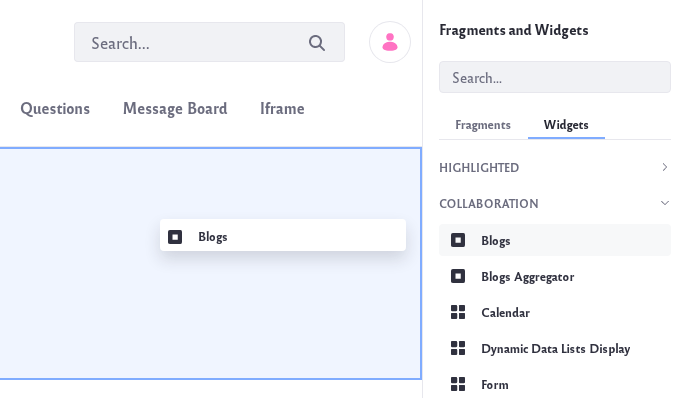 Search...
Questions Message Board Iframe
Blogs
Fragments and Widgets
Search...
Fragments Widgets
HIGHLIGHTED
COLLABORATION
Blogs
Blogs Aggregator
Calendar
Dynamic Data Lists Display
Form